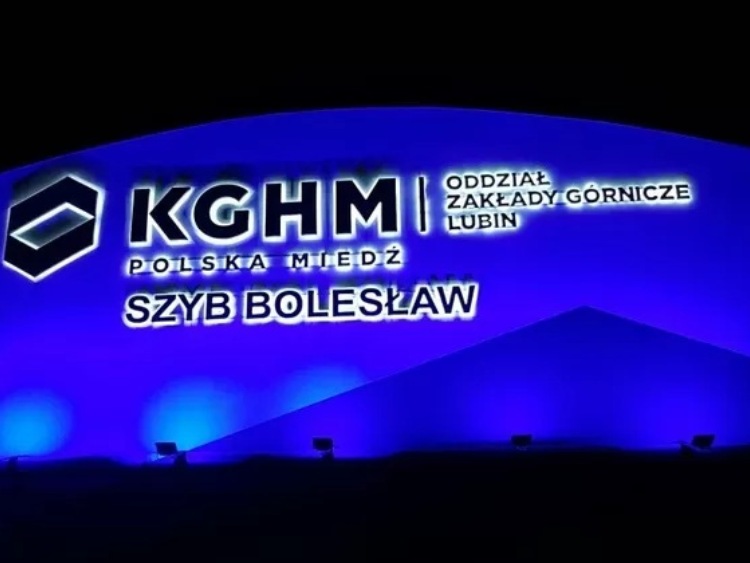 KGHM
POLSKA MIEDŹ
ODDZIAŁ
ZAKŁADY GÓRNICZE
LUBIN
SZYB BOLESŁAW